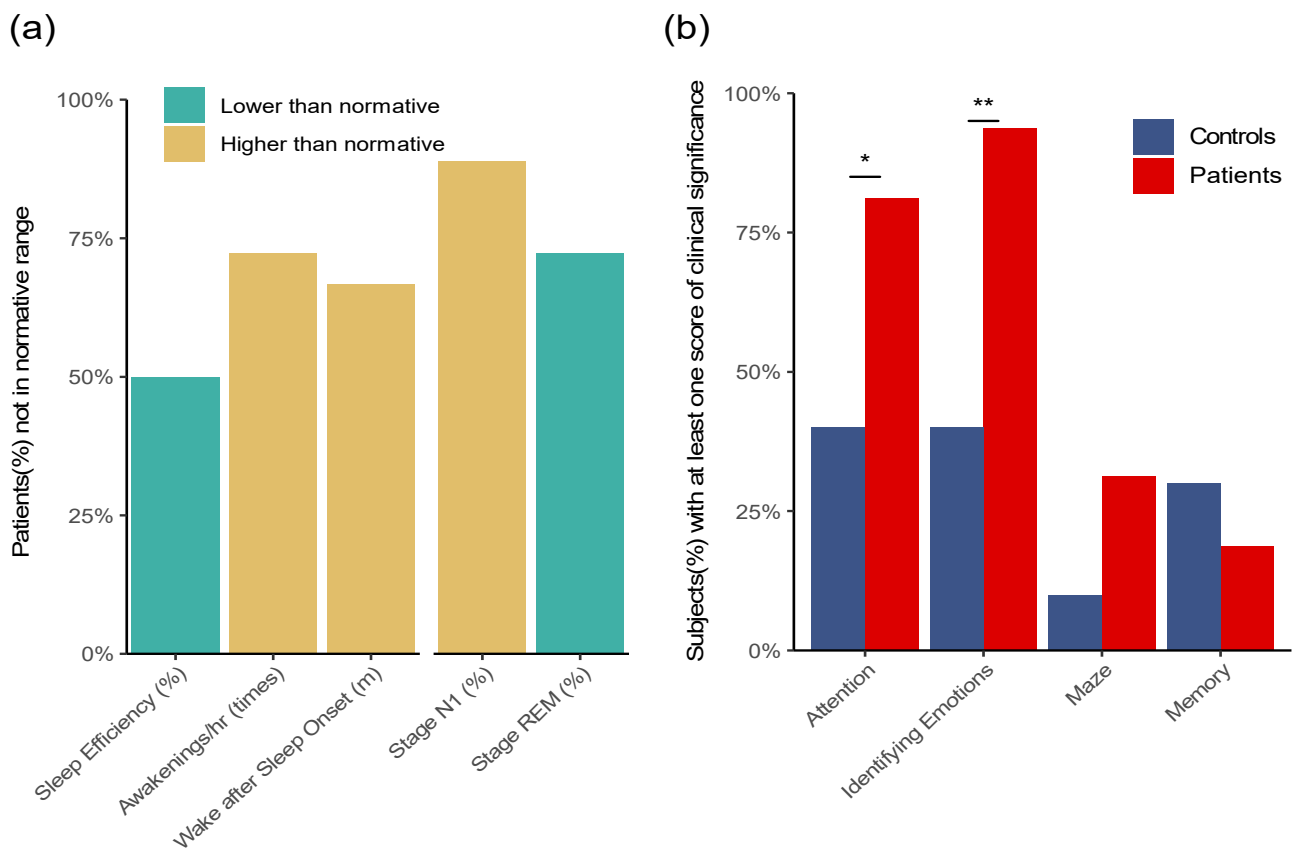 (a)
Patients(%) not in normative range
100%
75%
50%
25%
0%
Lower than normative
Higher than normative
Sleep Efficiency (%)
Awakenings/hr (times)
Wake after Sleep Onset (m)
Stage N1 (%)
Stage REM (%)
(b)
Subjects(%) with at least one score of clinical significance
100%
75%
50%
25%
0%
*
**
Controls
Patients
Attention
Identifying Emotions
Maze
Memory